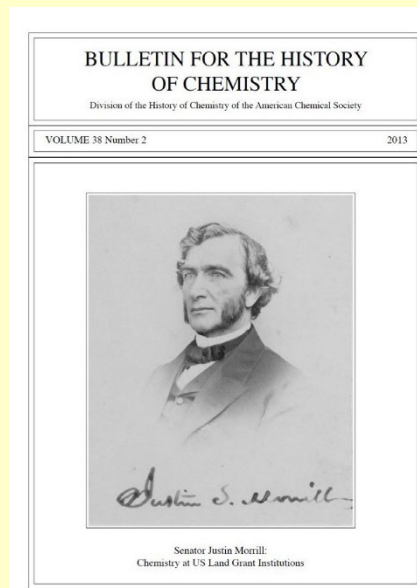 BULLETIN FOR THE HISTORY
OF CHEMISTRY
Division of the History of Chemistry of the American Chemical Society
VOLUME 38 Number 2 2013
Justin S. Morrill
Senator Justin Morrill:
Chemistry at US Land Grant Institutions